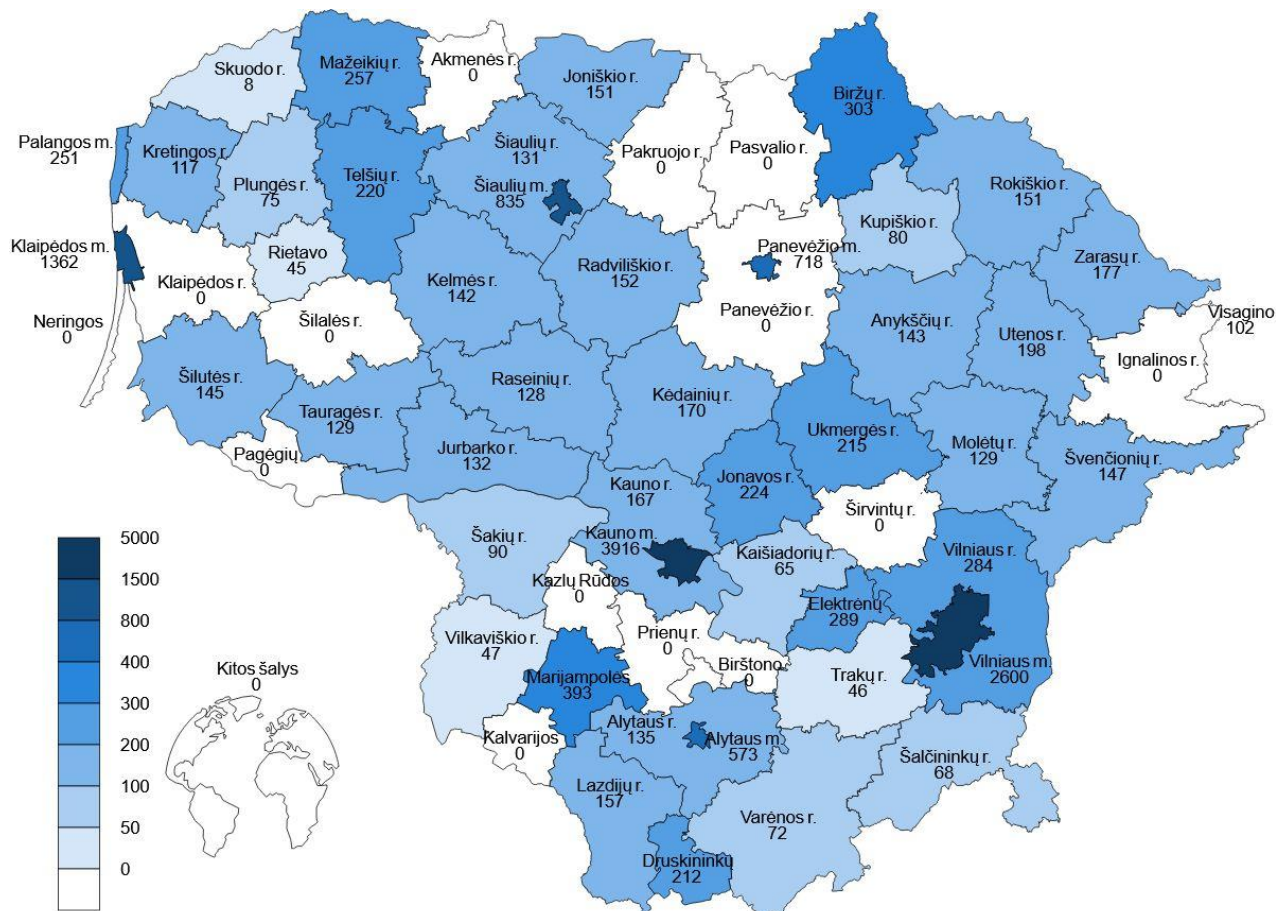 Skuodo r.
8
Mažeikių r.
257
Akmenės r.
0
Joniškio r.
151
Biržų r.
303
Palangos m.
251
Kretingos r.
117
Plungės r.
75
Telšių r.
220
Šiaulių r.
131
Šiaulių m.
835
Pakruojo r.
0
Pasvalio r.
0
Kupiškio r.
80
Rokiškio r.
151
Klaipėdos m.
1362
Klaipėdos r.
0
Rietavo
45
Kelmės r.
142
Radviliškio r.
152
Panevėžio m.
718
Panevėžio r.
0
Zarasų r.
177
Neringos
0
Šilalės r.
0
Anykščių r.
143
Utenos r.
198
VIsagino
102
Ignalinos r.
0
Šilutės r.
145
Tauragės r.
129
Raseinių r.
128
Kėdainių r.
170
Ukmergės r.
215
Molėtų r.
129
Švenčionių r.
147
Pagėgių
0
Jurbarko r.
132
Kauno r.
167
Jonavos r.
224
Širvintų r.
0
Šakių r.
90
Kauno m.
3916
Kaišiadorių r.
65
Vilniaus r.
284
Kazlų Rūdos
0
Elektrėnų
289
Vilkaviškio r.
47
Prienų r.
0
Birštono
0
Trakų r.
46
Vilniaus m.
2600
Marijampolės
393
Kalvarijos
0
Alytaus r.
135
Alytaus m.
573
Šalčininkų r.
68
Lazdijų r.
157
Varėnos r.
72
Druskininkų
212
5000
1500
800
400
300
200
100
50
0
Kitos šalys
0